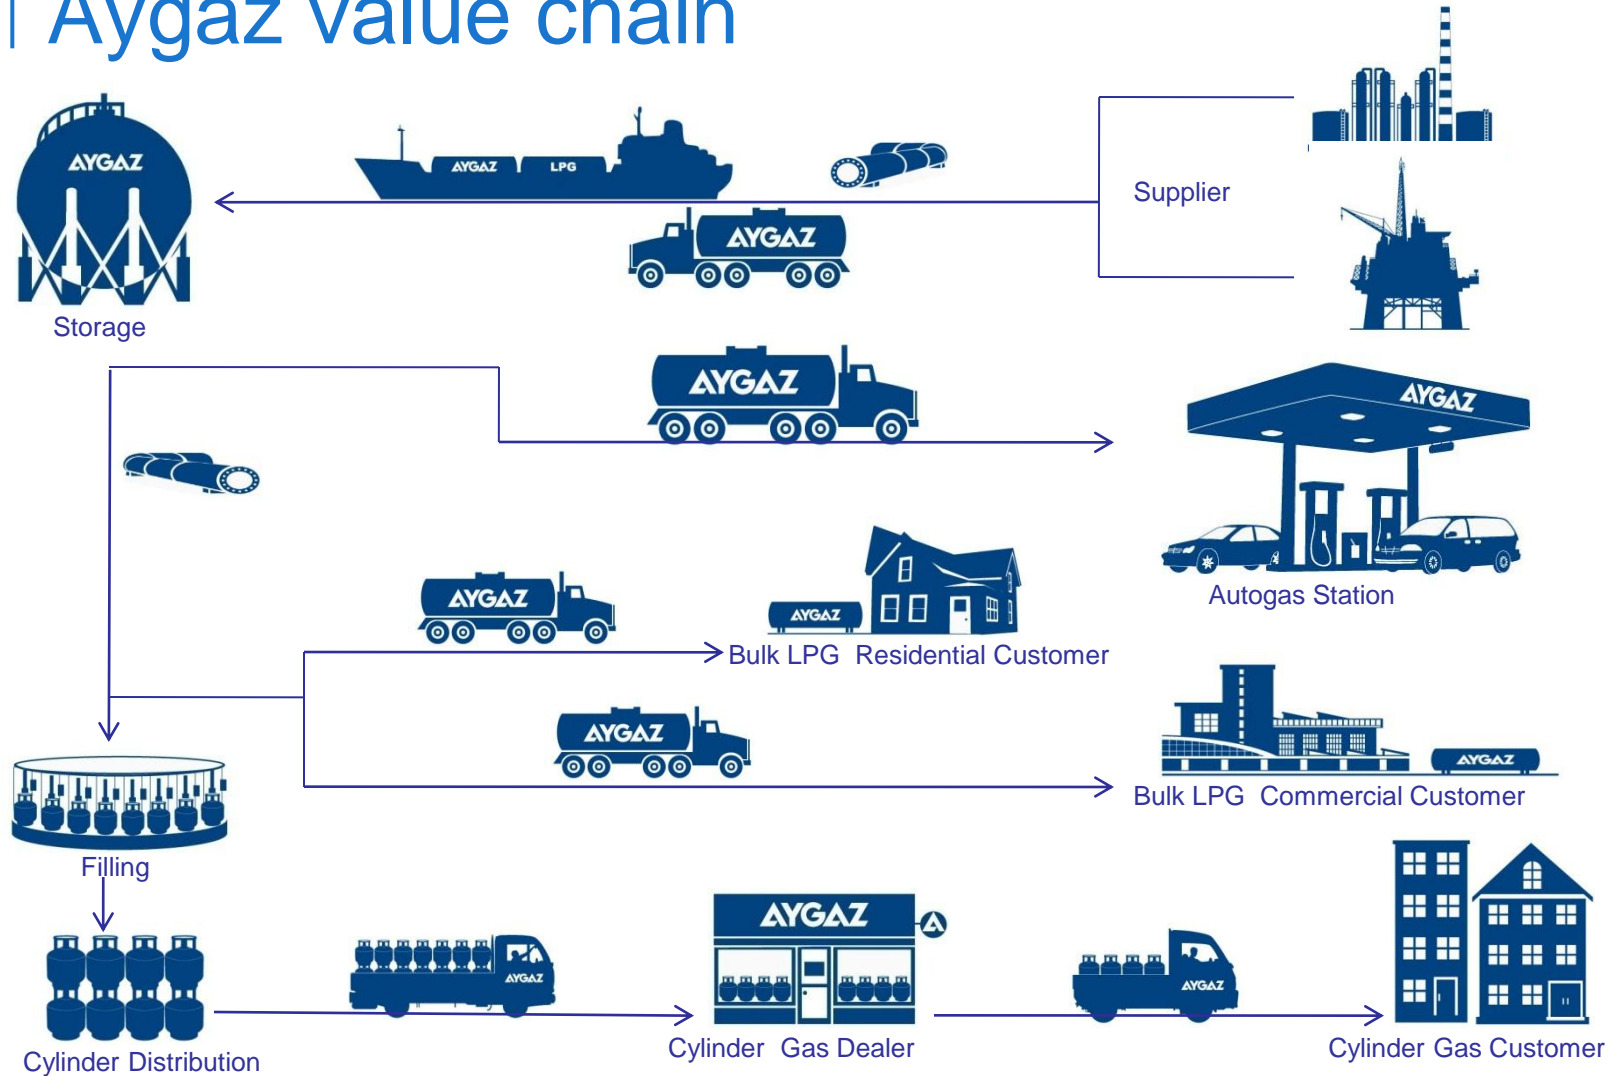 Aygaz value chain
AYGAZ
AYGAZ LPG
Supplier
AYGAZ
Storage
AYGAZ
AYGAZ
Autogas Station
AYGAZ
AYGAZ
Bulk LPG Residential Customer
AYGAZ
AYGAZ
Bulk LPG Commercial Customer
Filling
AYGAZ
AYGAZ
AYGAZ
Cylinder Distribution
Cylinder Gas Dealer
Cylinder Gas Customer